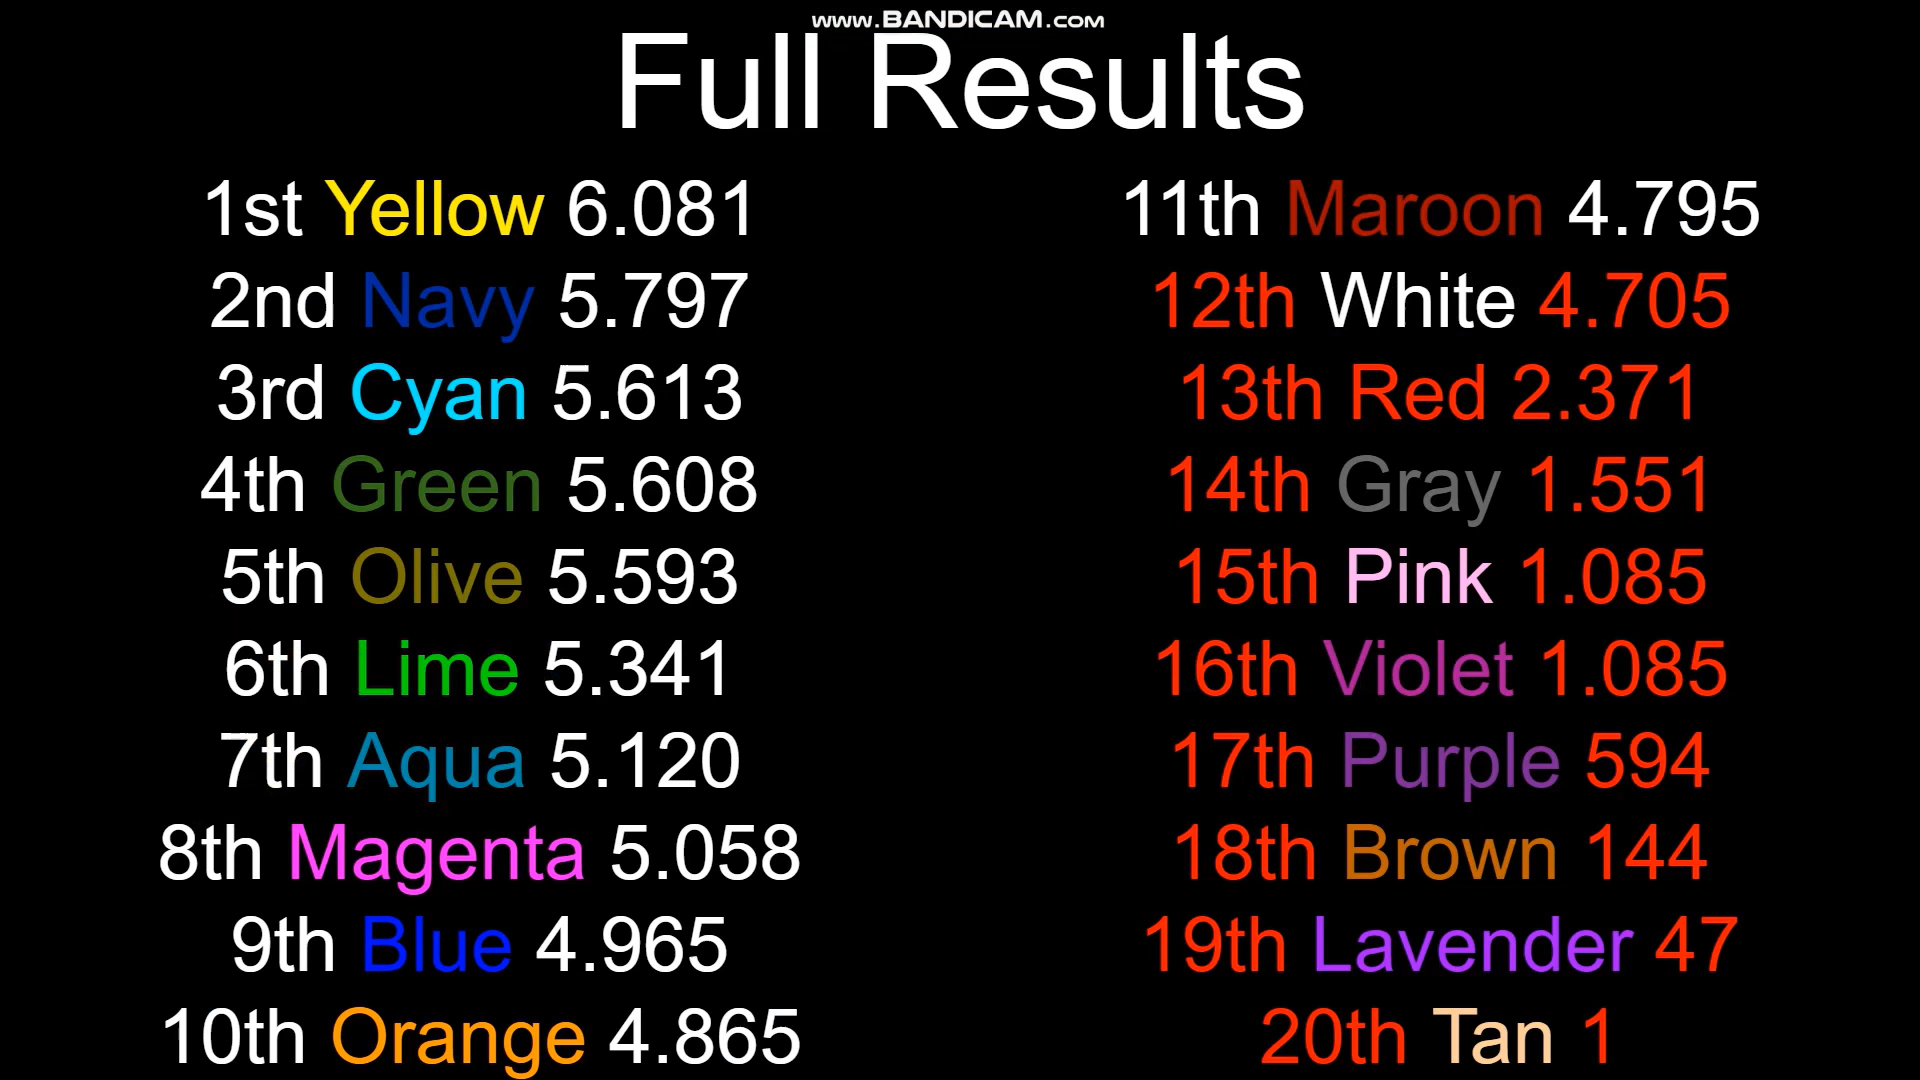 www.BANDICAM.com
Full Results
1st Yellow 6.081
2nd Navy 5.797
3rd Cyan 5.613
4th Green 5.608
5th Olive 5.593
6th Lime 5.341
7th Aqua 5.120
8th Magenta 5.058
9th Blue 4.965
10th Orange 4.865
11th Maroon 4.795
12th White 4.705
13th Red 2.371
14th Gray 1.551
15th Pink 1.085
16th Violet 1.085
17th Purple 594
18th Brown 144
19th Lavender 47
20th Tan 1